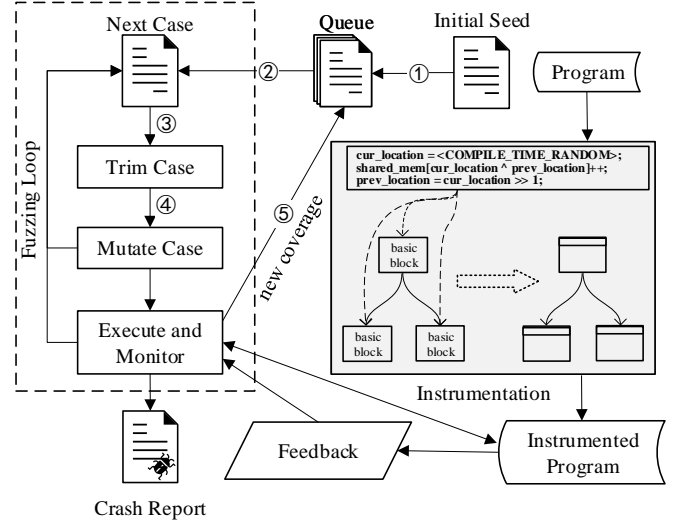 Next Case
Queue
Initial Seed
②
①
Program
③
Trim Case
④
Mutate Case
Fuzzing Loop
⑤
new coverage
Execute and
Monitor
cur_location =<COMPILE_TIME_RANDOM>;
shared_mem[cur_location ^ prev_location]++;
prev_location = cur_location >> 1;
basic
block
basic
block
basic
block
Instrumentation
Feedback
Instrumented
Program
Crash Report